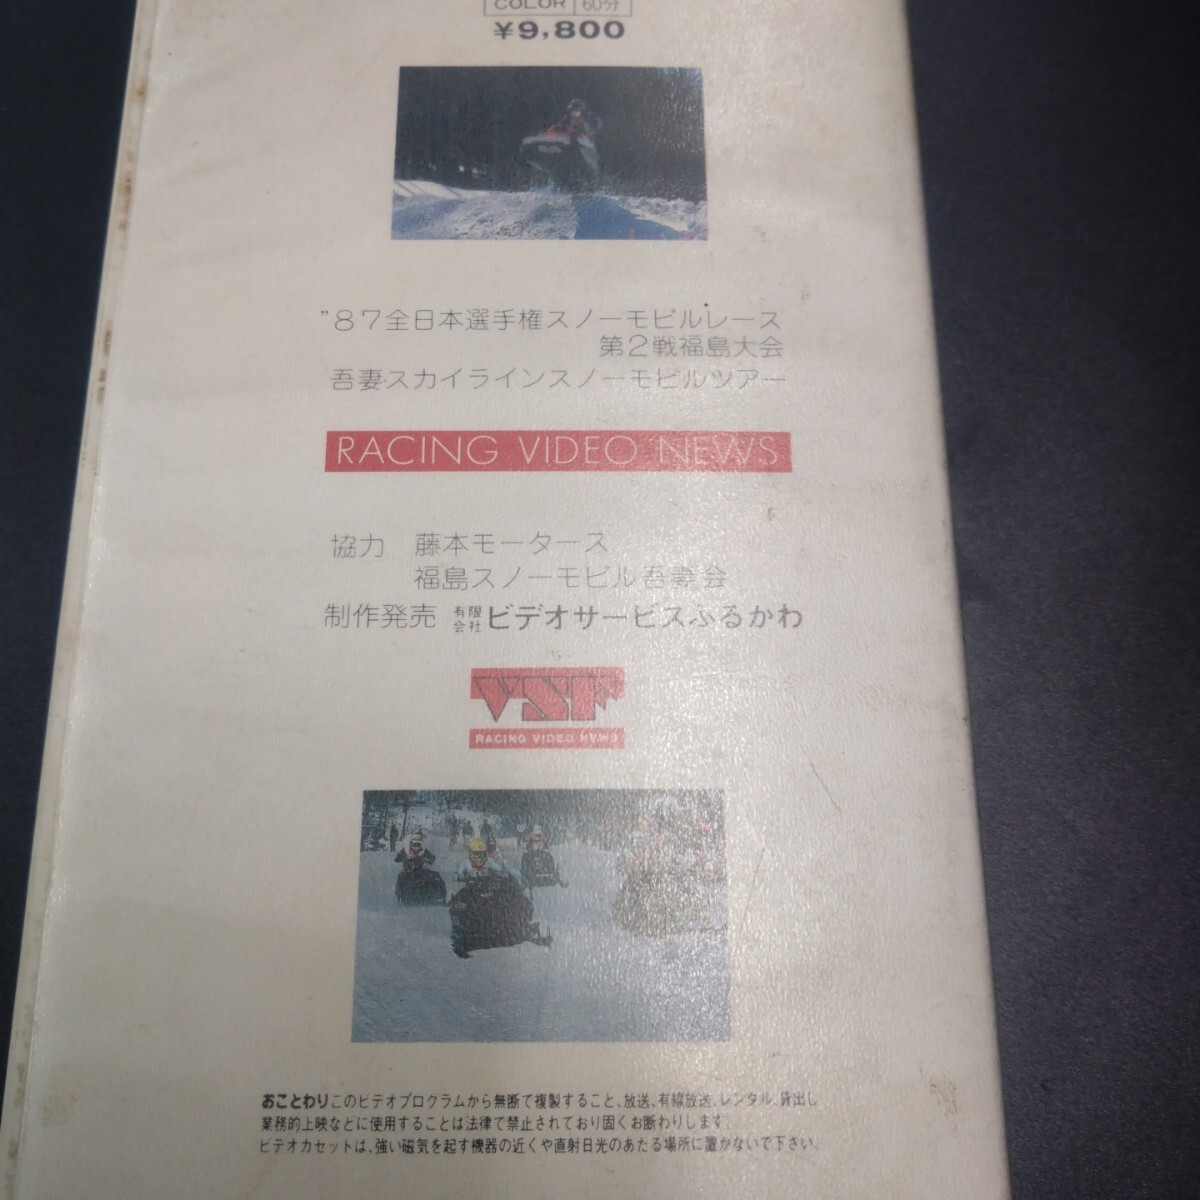 COLOR 60分
¥9,800
"87全日本選手権スノーモビルレース
第2戦福島大会
吾妻スカイラインスノーモビルツアー
RACING VIDEO NEWS
協力 藤本モータース
福島スノーモビル吾妻会
制作発売 有限会社 ビデオサービスふるかわ
VSF
RACING VIDEO NEWS
おことわり このビデオプログラムから無断で複製すること、放送、有線放送、レンタル、貸出し
業務的上映などに使用することは法律で禁止されており固くお断わりします。
ビデオカセットは、強い磁気を起す機器の近くや直射日光のあたる場所に置かないで下さい。